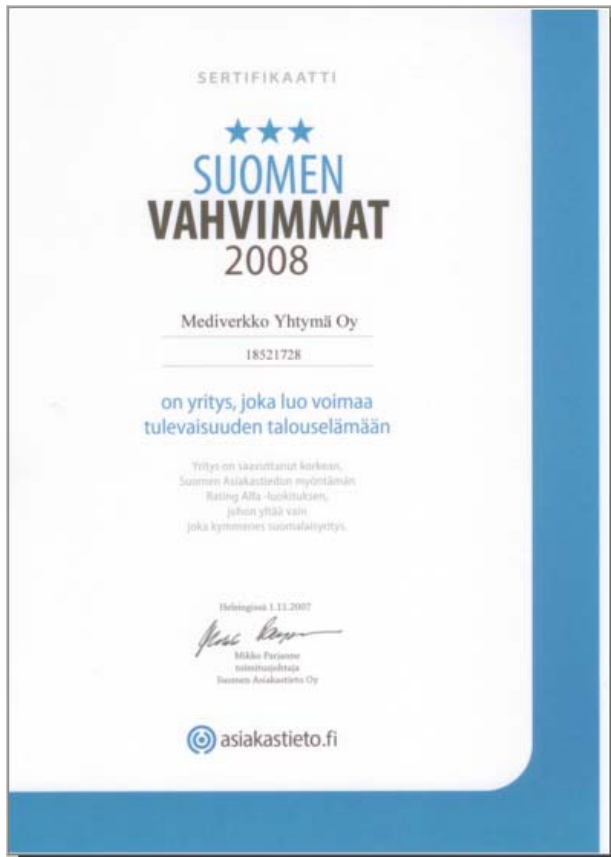 SERTIFIKAATTI
SUOMEN
VAHVIMMAT
2008
Mediverkko Yhtymä Oy
18521728
on yritys, joka luo voimaa
tulevaisuuden talouselämään
Yritys on saavuttanut korkean,
Suomen Asiakastiedon myöntämän
Rating Alfa -luokituksen,
johon yltää vain
joka kymmenes suomalaisyritys.
Helsingissä 1.11.2007
Mikko Parjanne
toimitusjohtaja
Suomen Asiakastieto Oy
asiakastieto.fi